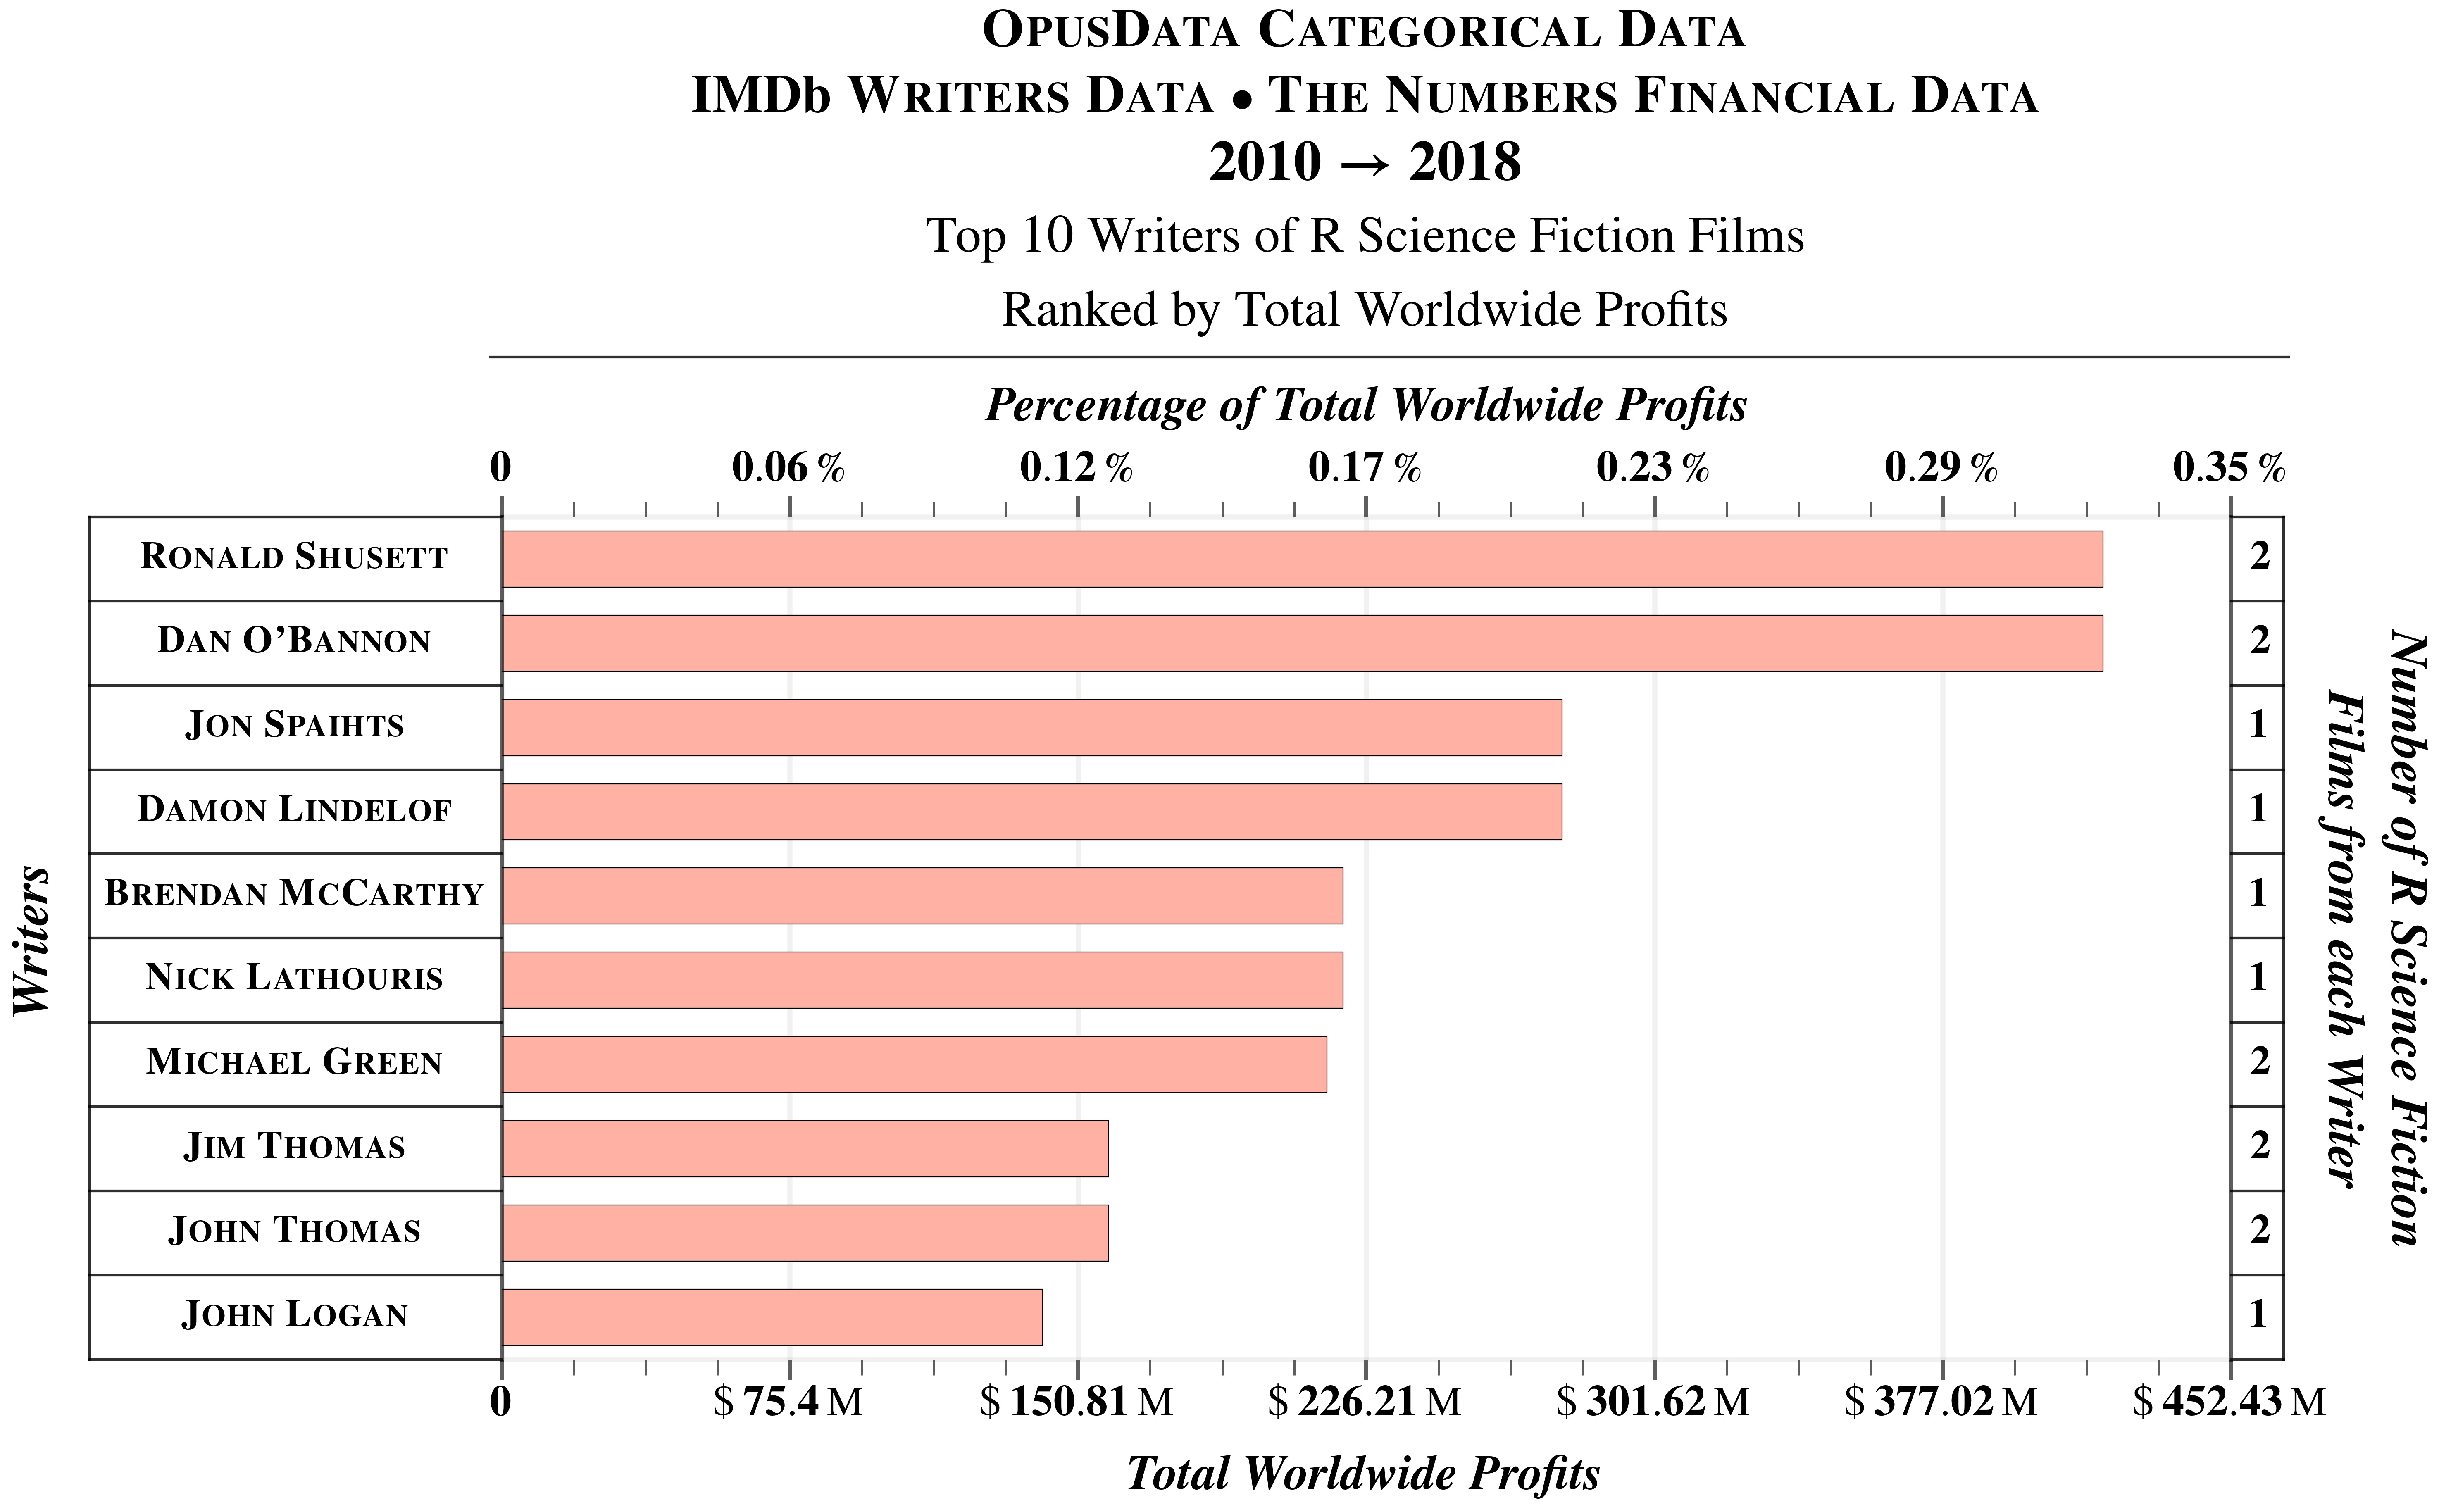 OpusData Categorical Data
IMDb Writers Data • The Numbers Financial Data
2010 → 2018
Top 10 Writers of R Science Fiction Films
Ranked by Total Worldwide Profits
Percentage of Total Worldwide Profits
0 0.06 % 0.12 % 0.17 % 0.23 % 0.29 % 0.35 %
Writers
Ronald Shusett 2
Dan O’Bannon 2
Jon Spaihts 1
Damon Lindelof 1
Brendan McCarthy 1
Nick Lathouris 1
Michael Green 2
Jim Thomas 2
John Thomas 2
John Logan 1
Number of R Science Fiction
Films from each Writer
0 $ 75.4 M $ 150.81 M $ 226.21 M $ 301.62 M $ 377.02 M $ 452.43 M
Total Worldwide Profits